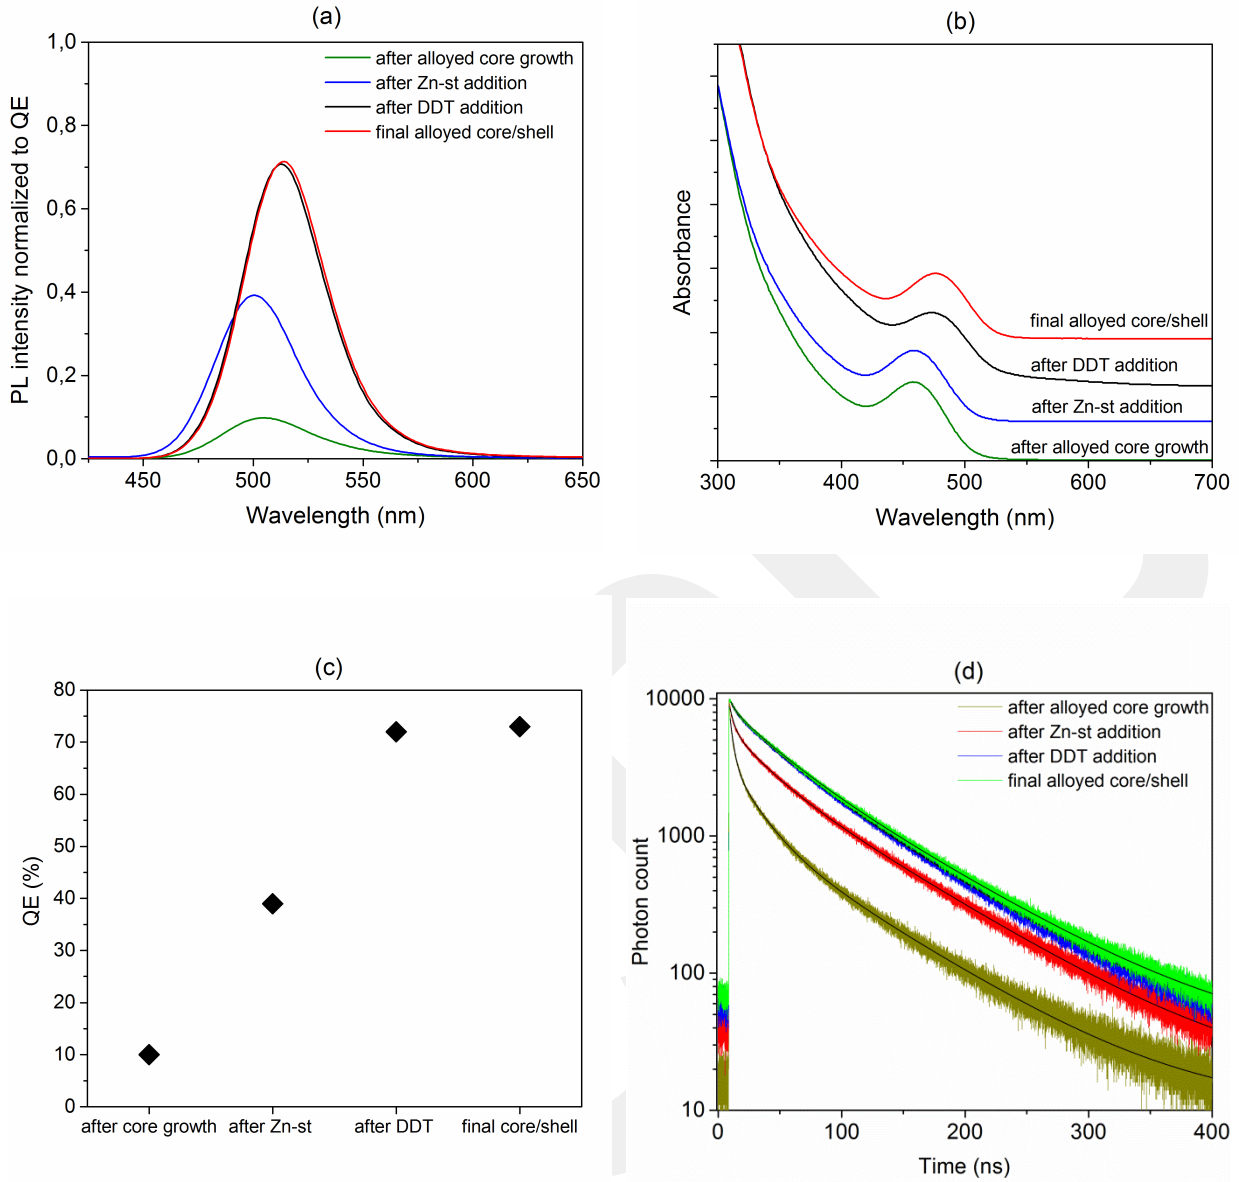 (a)
1,0
0,8
0,6
0,4
0,2
0,0
450
500
550
600
650
PL intensity normalized to QE
Wavelength (nm)
after alloyed core growth
after Zn-st addition
after DDT addition
final alloyed core/shell
(b)
Absorbance
final alloyed core/shell
after DDT addition
after Zn-st addition
after alloyed core growth
300
400
500
600
700
Wavelength (nm)
(c)
80
70
60
50
40
30
20
10
0
QE (%)
after core growth
after Zn-st
after DDT
final core/shell
(d)
10000
1000
100
10
Photon count
after alloyed core growth
after Zn-st addition
after DDT addition
final alloyed core/shell
0
100
200
300
400
Time (ns)